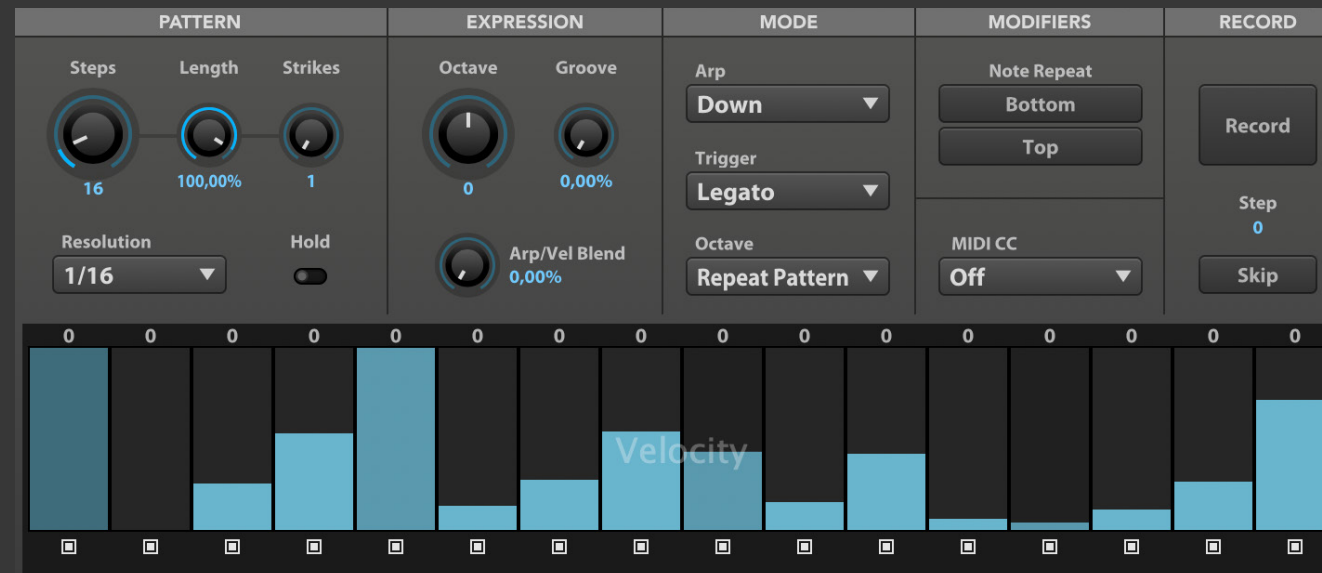 PATTERN EXPRESSION MODE MODIFIERS RECORD
Steps Length Strikes Octave Groove Arp Note Repeat
Down Bottom
Record
Top
Trigger
16 100,00% 1 0 0,00% Legato
Step
0
Resolution Hold Arp/Vel Blend Octave MIDI CC
1/16 0,00% Repeat Pattern Off Skip
0 0 0 0 0 0 0 0 0 0 0 0 0 0 0 0
Velocity